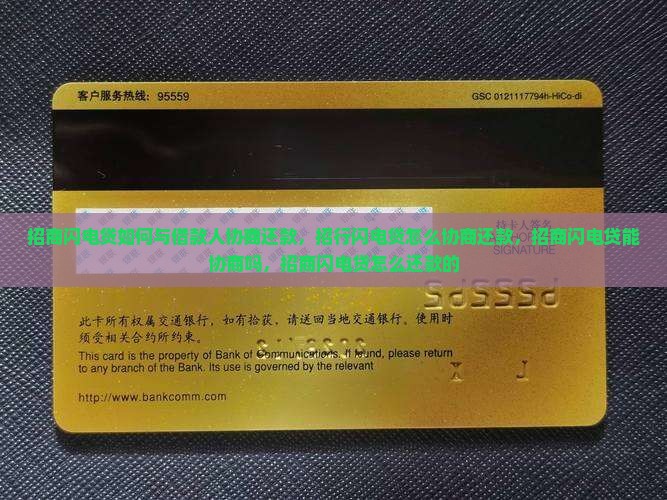 客户服务热线：95559
GSC 0121117794h-HiCo-di
招商闪电贷如何与借款人协商还款，招行闪电贷怎么协商还款，招商闪电贷能
协商吗，招商闪电贷怎么还款的
持卡人签名
SIGNATURE
此卡所有权属交通银行，如有拾获，请送回当地交通银行。使用时
须受相关合约所约束。
This card is the property of Bank of Communications. If found, please return
to any branch of the Bank. Its use is governed by the relevant
http://www.bankcomm.com